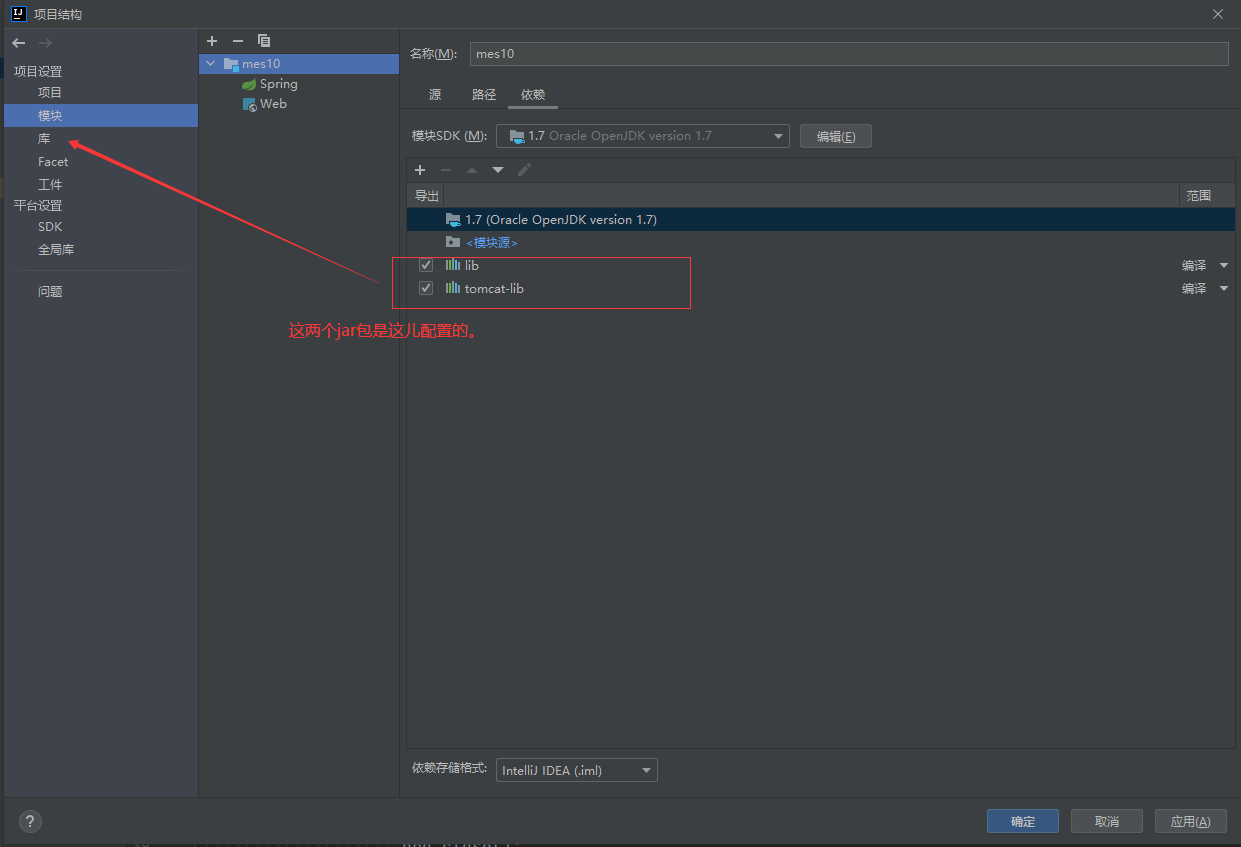 项目结构
项目设置
项目
模块
库
Facet
工件
平台设置
SDK
全局库
问题
mes10
Spring
Web
名称(M): mes10
源 路径 依赖
模块SDK (M): 1.7 Oracle OpenJDK version 1.7 编辑(E)
导出 范围
1.7 (Oracle OpenJDK version 1.7)
<模块源>
lib 编译
tomcat-lib 编译
这两个jar包是这儿配置的。
依赖存储格式: IntelliJ IDEA (.iml)
? 确定 取消 应用(A)